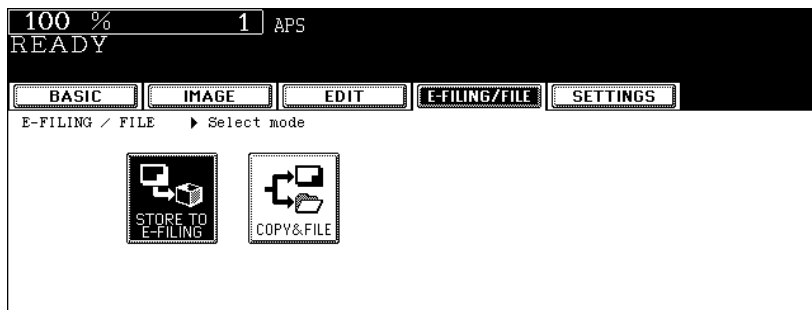 100 % 1 APS
READY
BASIC IMAGE EDIT E-FILING/FILE SETTINGS
E-FILING / FILE ▶ Select mode
STORE TO
E-FILING
COPY&FILE